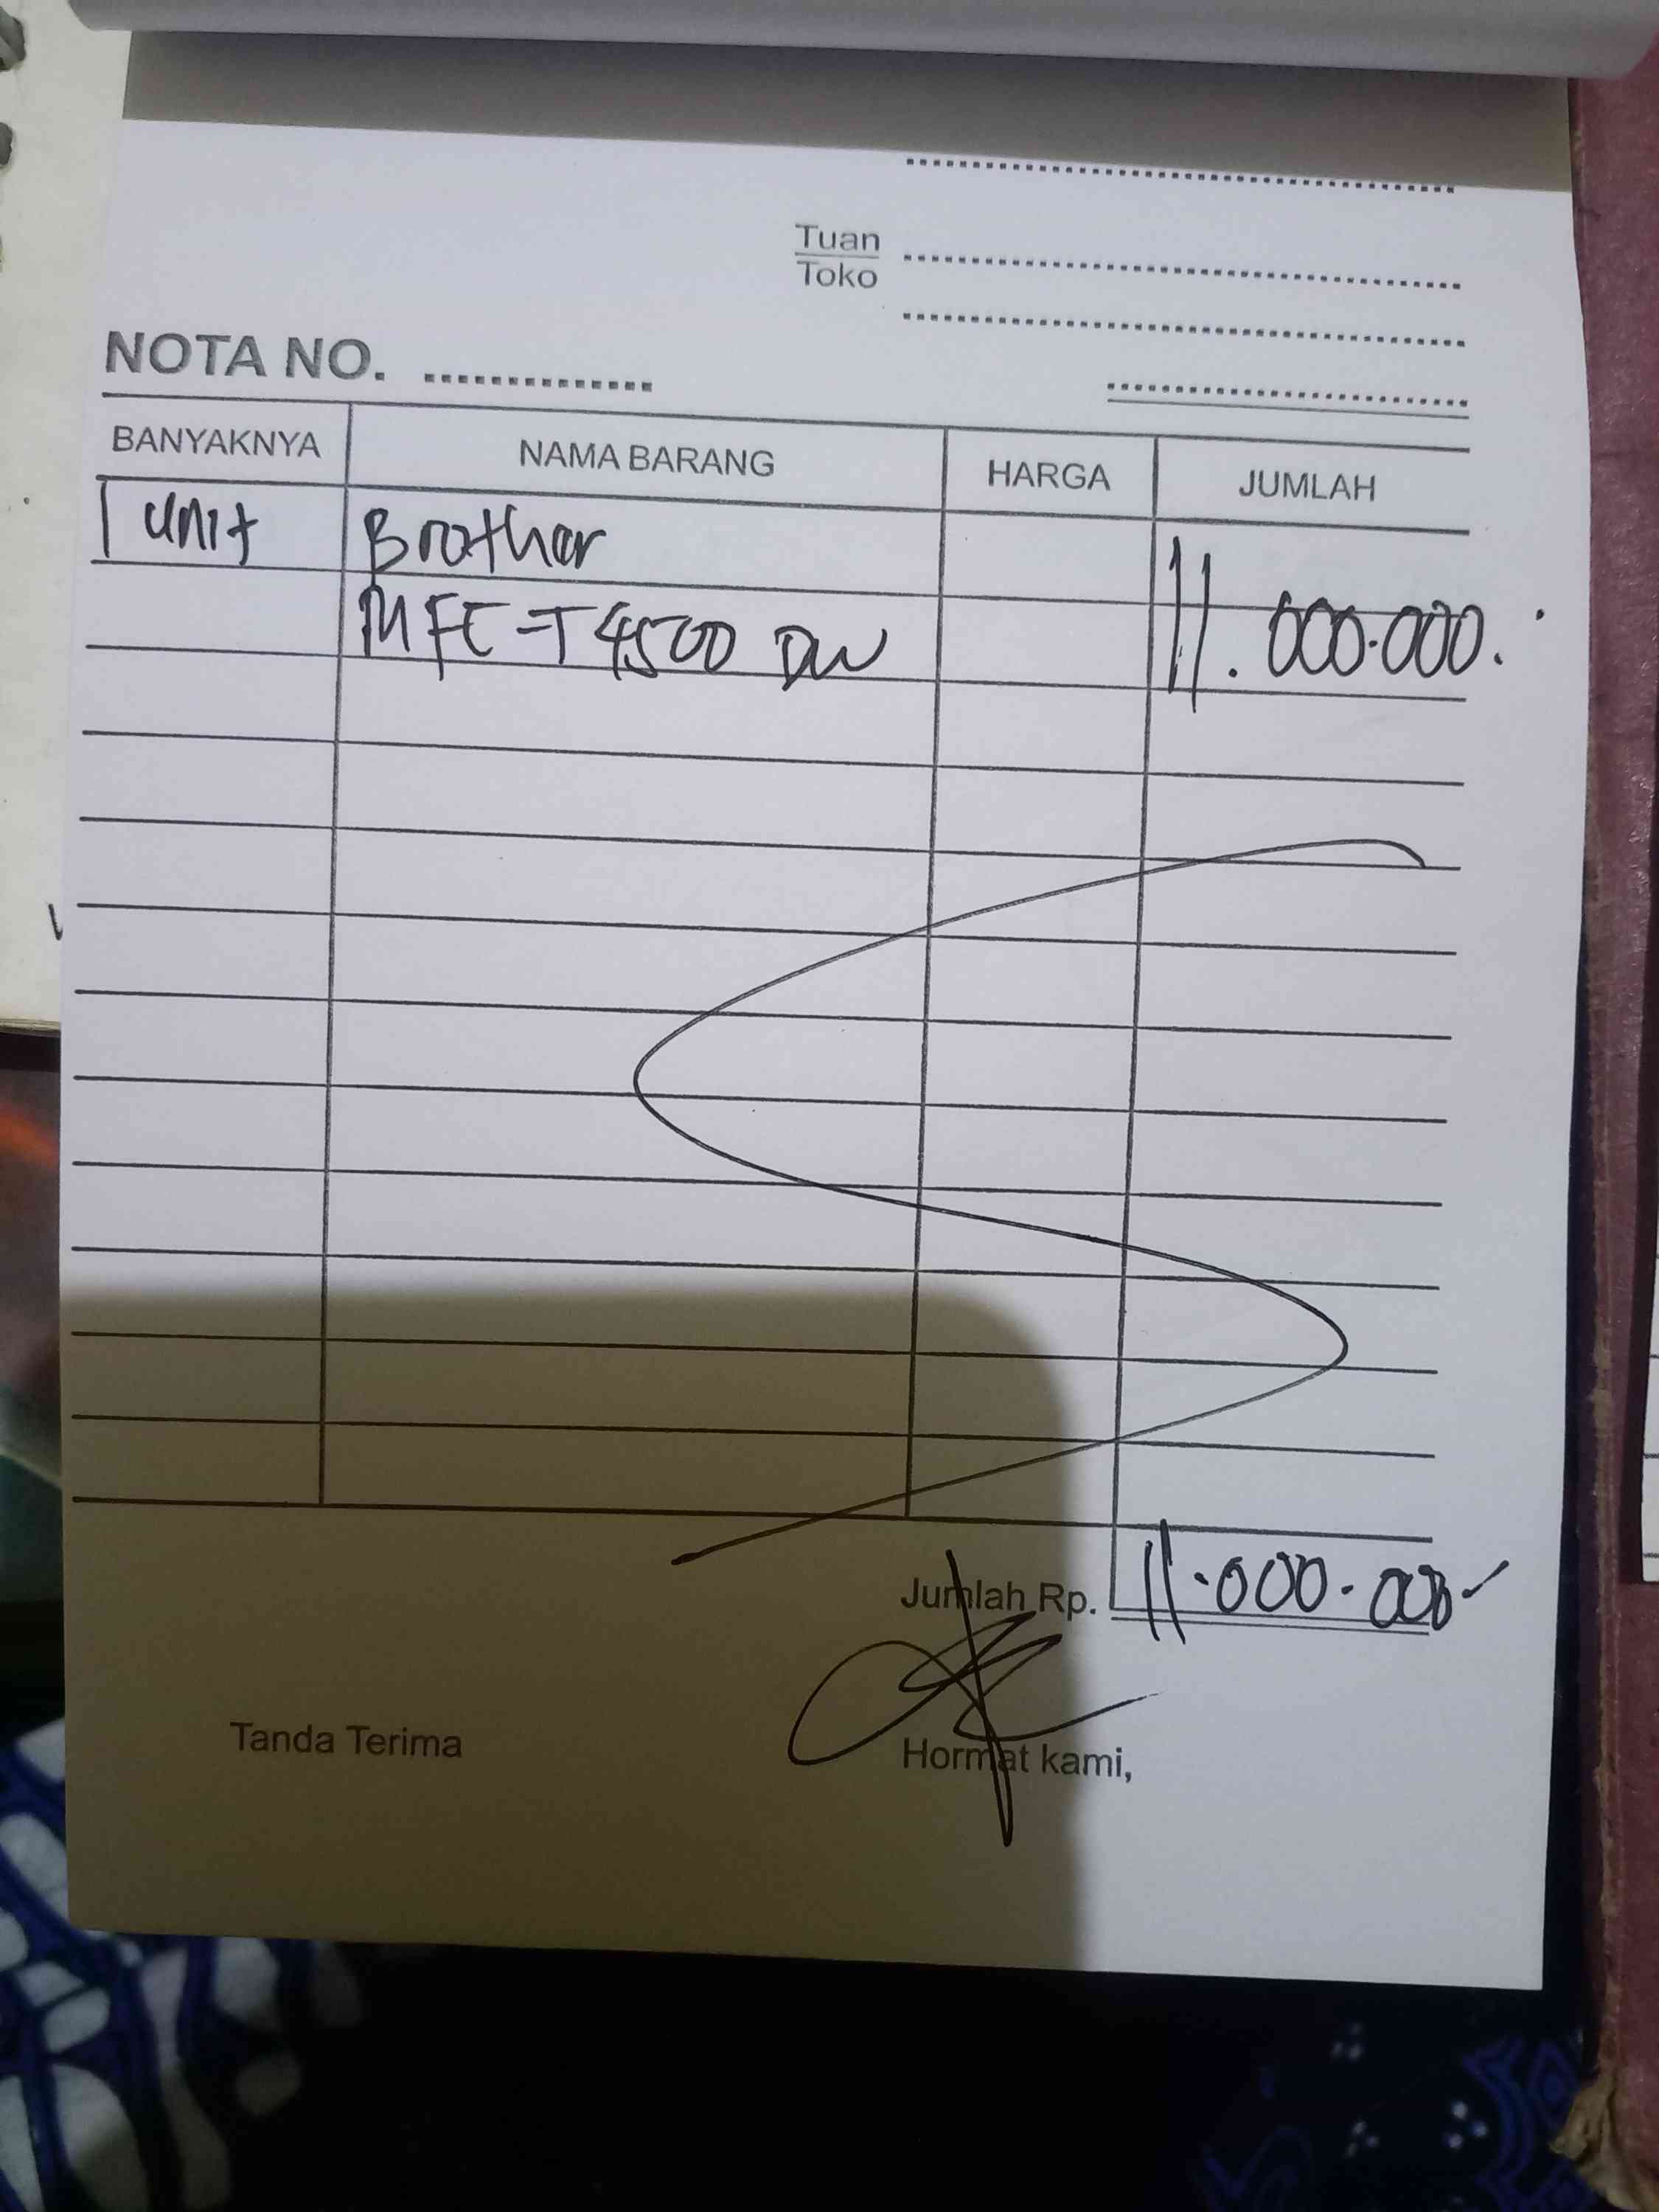 Tuan
Toko
NOTA NO. ..............
BANYAKNYA NAMA BARANG HARGA JUMLAH
1 unit Brother
MFC-T4500 DW 11.000.000.
Jumlah Rp. 11.000.000
Tanda Terima Hormat kami,